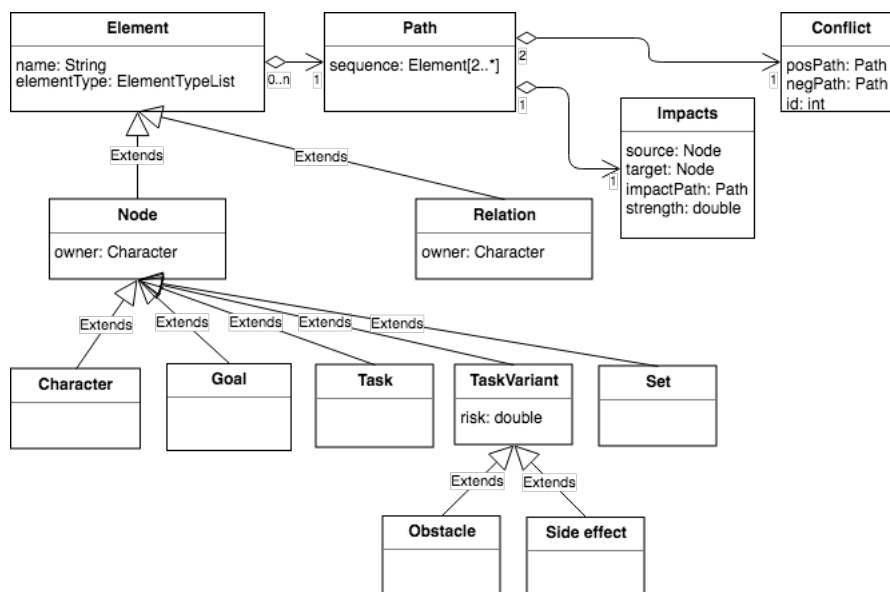 Element
name: String
elementType: ElementTypeList
0..n
1
Path
sequence: Element[2..*]
2
1
1
Conflict
posPath: Path
negPath: Path
id: int
1
Impacts
source: Node
target: Node
impactPath: Path
strength: double
Extends
Extends
Node
owner: Character
Relation
owner: Character
Extends
Extends
Extends
Extends
Extends
Character
Goal
Task
TaskVariant
risk: double
Set
Extends
Extends
Obstacle
Side effect